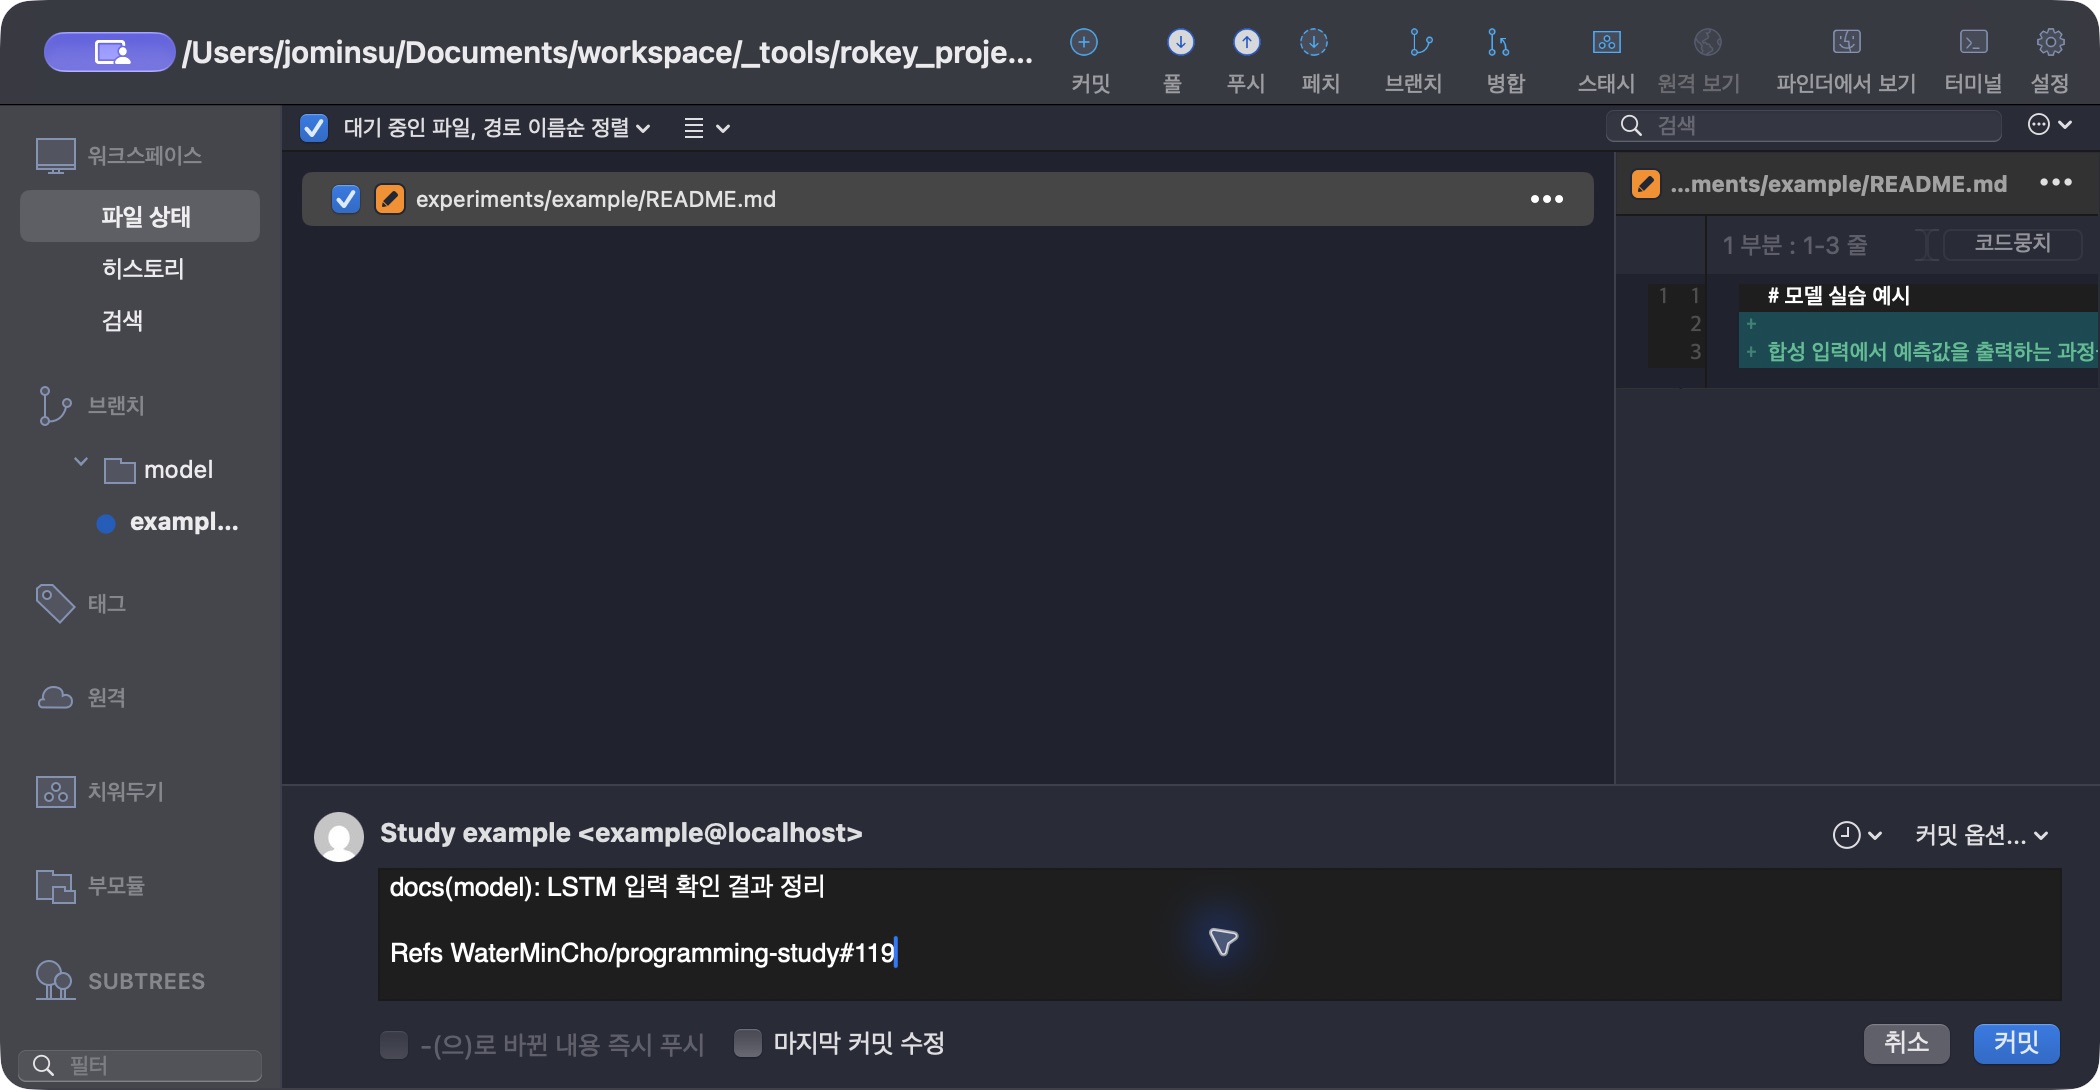 /Users/jominsu/Documents/workspace/_tools/rokey_proje...
커밋 풀 푸시 페치 브랜치 병합 스태시 원격 보기 파인더에서 보기 터미널 설정
워크스페이스
파일 상태
히스토리
검색
브랜치
model
exampl...
태그
원격
치워두기
부모듈
SUBTREES
필터
대기 중인 파일, 경로 이름순 정렬
검색
experiments/example/README.md
...ments/example/README.md
1 부분 : 1-3 줄
코드뭉치
1 1 # 모델 실습 예시
2 +
3 + 합성 입력에서 예측값을 출력하는 과정
Study example <example@localhost>
커밋 옵션...
docs(model): LSTM 입력 확인 결과 정리
Refs WaterMinCho/programming-study#119
-(으)로 바뀐 내용 즉시 푸시
마지막 커밋 수정
취소
커밋